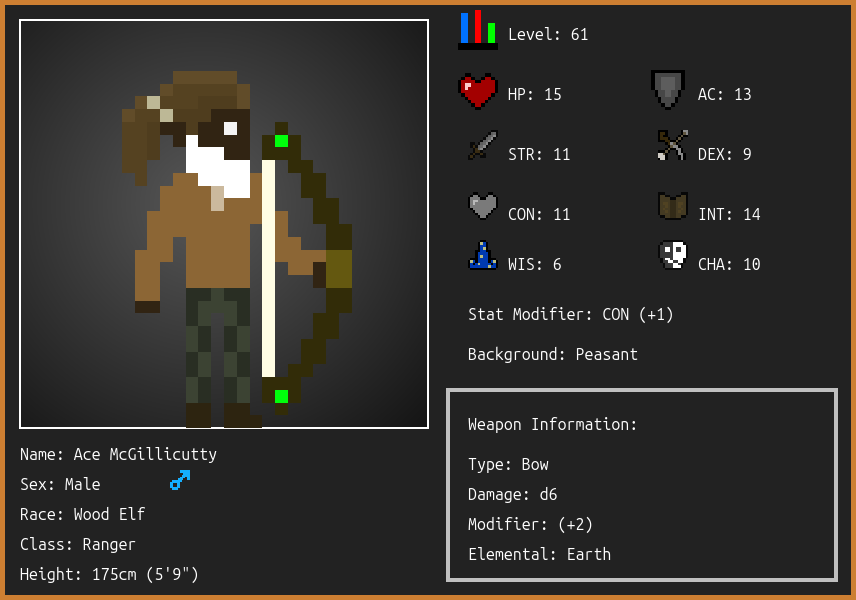 Level: 61
HP: 15
AC: 13
STR: 11
DEX: 9
CON: 11
INT: 14
WIS: 6
CHA: 10
Stat Modifier: CON (+1)
Background: Peasant
Weapon Information:
Type: Bow
Damage: d6
Modifier: (+2)
Elemental: Earth
Name: Ace McGillicutty
Sex: Male
Race: Wood Elf
Class: Ranger
Height: 175cm (5'9")